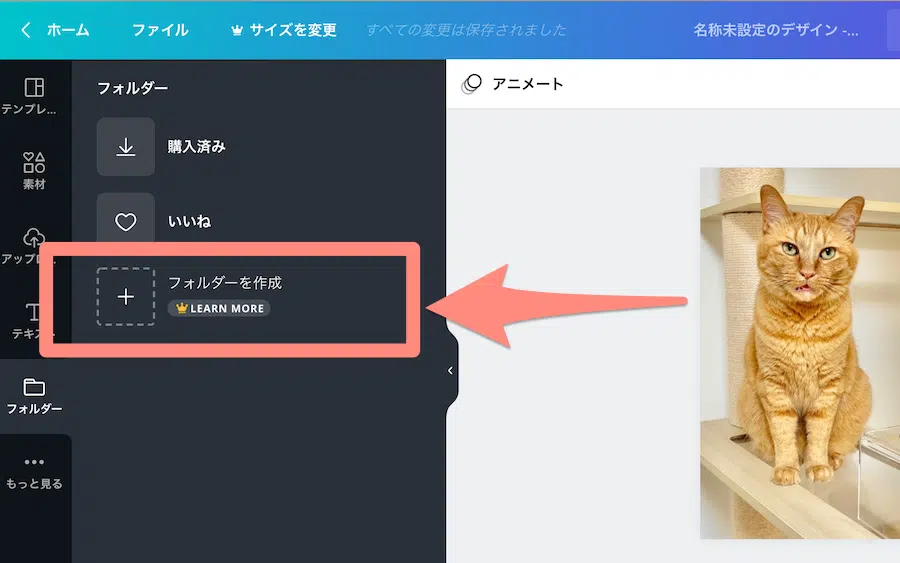 ホーム
ファイル
サイズを変更
すべての変更は保存されました
名称未設定のデザイン -...
テンプレ...
素材
アップロ...
テキス
フォルダー
もっと見る
フォルダー
購入済み
いいね
フォルダーを作成
LEARN MORE
アニメート